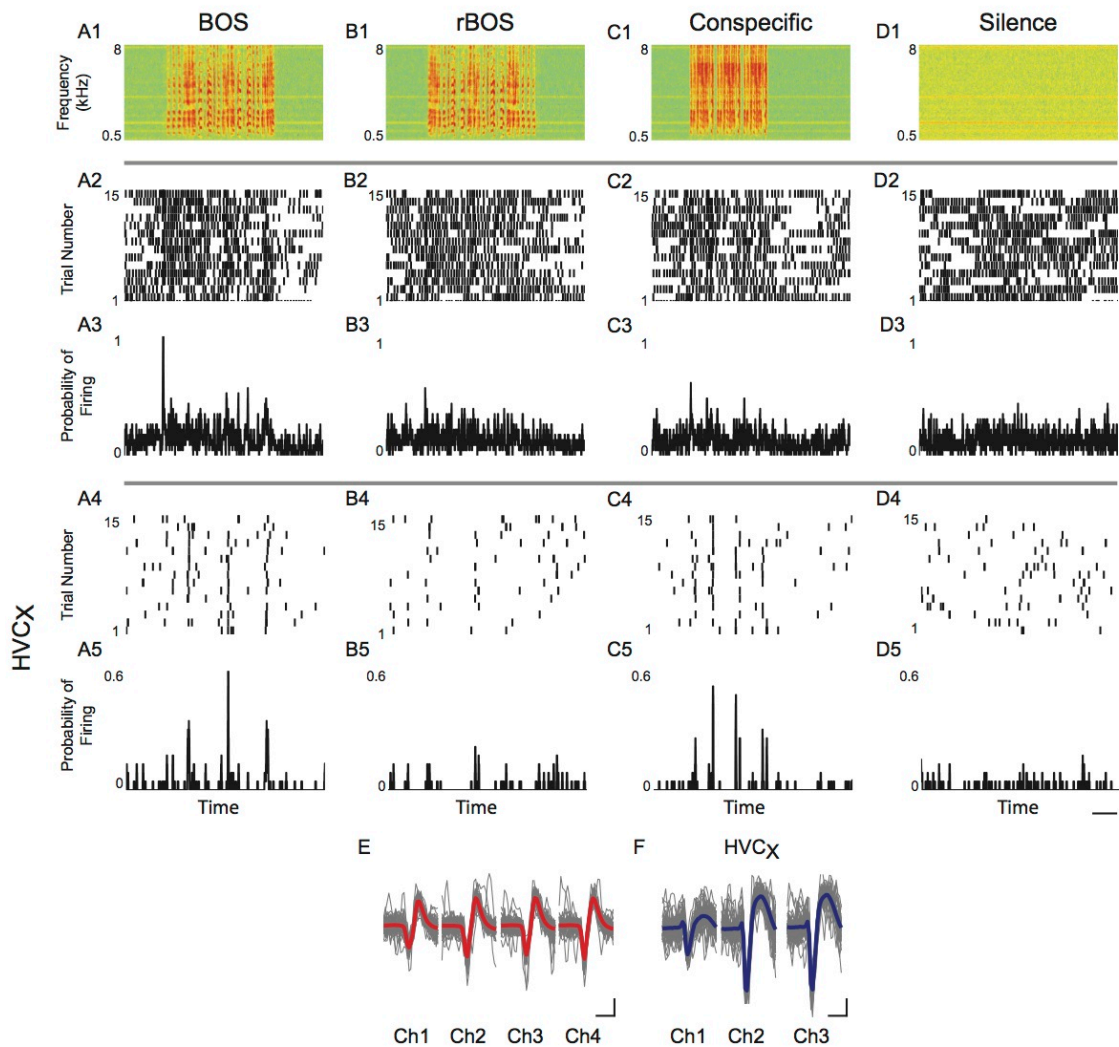 BOS
rBOS
Conspecific
Silence
A1
B1
C1
D1
Frequency
(kHz)
8
0.5
8
0.5
8
0.5
8
0.5
A2
B2
C2
D2
Trial Number
15
1
15
1
15
1
15
1
A3
B3
C3
D3
Probability of
Firing
1
0
1
0
1
0
1
0
HVCX
A4
B4
C4
D4
Trial Number
15
1
15
1
15
1
15
1
A5
B5
C5
D5
Probability of
Firing
0.6
0
0.6
0
0.6
0
0.6
0
Time
Time
Time
Time
E
F
HVCX
Ch1
Ch2
Ch3
Ch4
Ch1
Ch2
Ch3